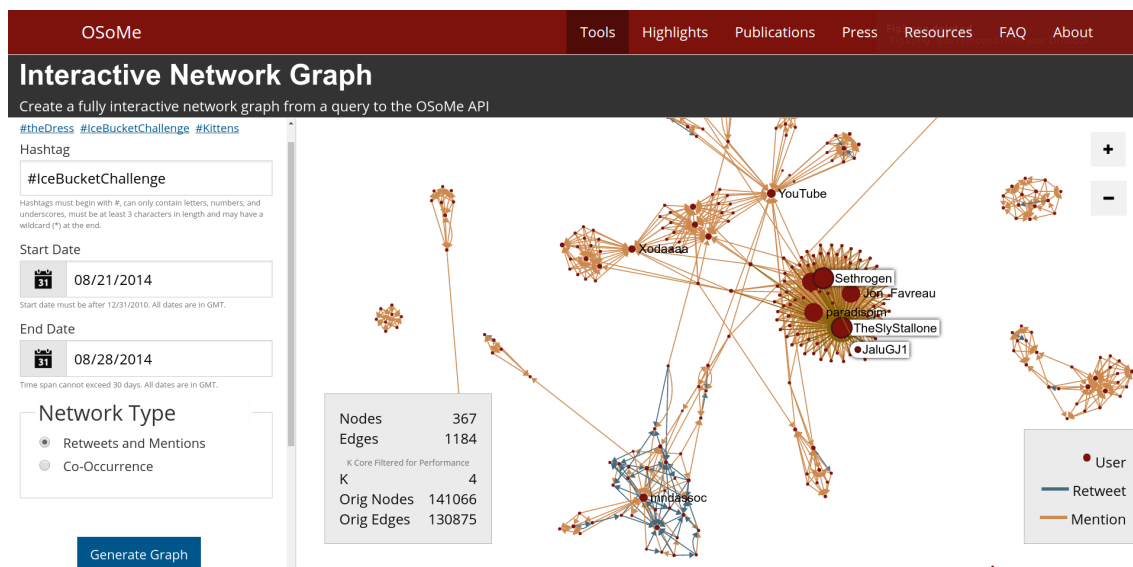 OSoMe
Tools Highlights Publications Press Resources FAQ About
Interactive Network Graph
Create a fully interactive network graph from a query to the OSoMe API
#theDress #IceBucketChallenge #Kittens
Hashtag
#IceBucketChallenge
Hashtags must begin with #, can only contain letters, numbers, and
underscores, must be at least 3 characters in length and may have a
wildcard (*) at the end.
Start Date
31 08/21/2014
Start date must be after 12/31/2010. All dates are in GMT.
End Date
31 08/28/2014
Time span cannot exceed 30 days. All dates are in GMT.
Network Type
Retweets and Mentions
Co-Occurrence
Generate Graph
+
−
YouTube
Xodaaaa
Sethrogen
Jon_Favreau
paradisojm
TheSlyStallone
JaluGJ1
mndassoc
Nodes 367
Edges 1184
K Core Filtered for Performance
K 4
Orig Nodes 141066
Orig Edges 130875
User
Retweet
Mention